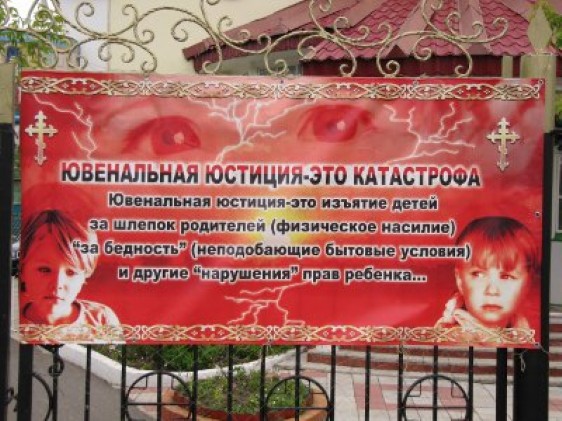 ЮВЕНАЛЬНАЯ ЮСТИЦИЯ-ЭТО КАТАСТРОФА
Ювенальная юстиция-это изъятие детей
за шлепок родителей (физическое насилие)
“за бедность” (неподобающие бытовые условия)
и другие “нарушения” прав ребенка...